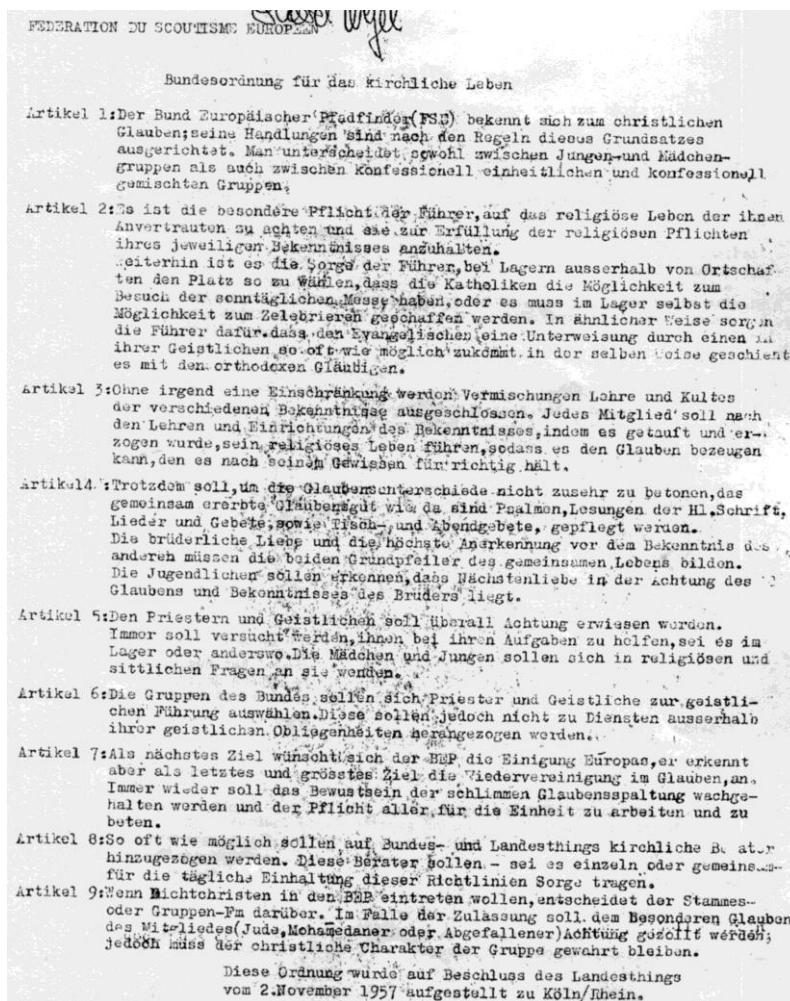 FEDERATION DU SCOUTISME EUROPEEN
Bundesordnung für das kirchliche Leben
Artikel 1:Der Bund Europäischer Pfadfinder(FSE) bekennt sich zum christlichen
Glauben;seine Handlungen sind nach den Regeln dieses Grundsatzes
ausgerichtet. Man unterscheidet sowohl zwischen Jungen-und Mädchen-
gruppen als auch zwischen konfessionell einheitlichen und konfessionell
gemischten Gruppen.
Artikel 2:Es ist die besondere Pflicht der Führer,auf das religiöse Leben der ihnen
Anvertrauten zu achten und sie zur Erfüllung der religiösen Pflichten
ihres jeweiligen Bekenntnisses anzuhalten.
Weiterhin ist es die Sorge der Führer,bei Lagern ausserhalb von Ortschaf-
ten den Platz so zu wählen,dass die Katholiken die Möglichkeit zum
Besuch der sonntäglichen Messe haben,oder es muss im Lager selbst die
Möglichkeit zum Zelebrieren geschaffen werden. In ähnlicher Weise sorgen
die Führer dafür.dass den Evangelischen eine Unterweisung durch einen
ihrer Geistlichen so oft wie möglich zukommt.in der selben Weise geschieht
es mit den orthodoxen Gläubigen.
Artikel 3:Ohne irgend eine Einschränkung werden Vermischungen Lehre und Kultes
der verschiedenen Bekenntnisse ausgeschlossen. Jedes Mitglied soll nach
den Lehren und Einrichtungen des Bekenntnisses,indem es getauft und er-
zogen wurde,sein religiöses Leben führen,sodass es den Glauben bezeugen
kann,den es nach seinem Gewissen für richtig hält.
Artikel4.:Trotzdem soll,um die Glaubensunterschiede nicht zusehr zu betonen,das
gemeinsam ererbte Glaubensgut wie da sind Psalmen,Lesungen der Hl.Schrift,
Lieder und Gebete,sowie Tisch-,und Abendgebete, gepflegt werden.
Die brüderliche Liebe und die höchste Anerkennung vor dem Bekenntnis des
anderen müssen die beiden Grundpfeiler des gemeinsamen Lebens bilden.
Die Jugendlichen sollen erkennen,dass Nächstenliebe in der Achtung des
Glaubens und Bekenntnisses des Bruders liegt.
Artikel 5:Den Priestern und Geistlichen soll überall Achtung erwiesen werden.
Immer soll versucht werden,ihnen bei ihren Aufgaben zu helfen,sei es im
Lager oder anderswo.Die Mädchen und Jungen sollen sich in religiösen und
sittlichen Fragen an sie wenden.
Artikel 6:Die Gruppen des Bundes sollen sich Priester und Geistliche zur geistli-
chen Führung auswählen.Diese sollen jedoch nicht zu Diensten ausserhalb
ihrer geistlichen Obliegenheiten herangezogen werden.
Artikel 7:Als nächstes Ziel wünscht sich der BEP die Einigung Europas,er erkennt
aber als letztes und grösstes Ziel die Wiedervereinigung im Glauben,an.
Immer wieder soll das Bewustsein der schlimmen Glaubensspaltung wachge-
halten werden und der Pflicht aller,für die Einheit zu arbeiten und zu
beten.
Artikel 8:So oft wie möglich sollen auf Bundes- und Landesthings kirchliche
hinzugezogen werden. Diese Berater sollen - sei es einzeln oder gemeinsam-
für die tägliche Einhaltung dieser Richtlinien Sorge tragen.
Artikel 9:Wenn Nichtchristen in den BEP eintreten wollen,entscheidet der Stammes-
oder Gruppen-Fm darüber. Im Falle der Zulassung soll dem Besonderen Glauben
des Mitgliedes(Jude,Mohamedaner oder Abgefallener)Achtung gezollt werden;
jedoch muss der christliche Charakter der Gruppe gewahrt bleiben.
Diese Ordnung wurde auf Beschluss des Landesthings
vom 2.November 1957 aufgestellt zu Köln/Rhein.